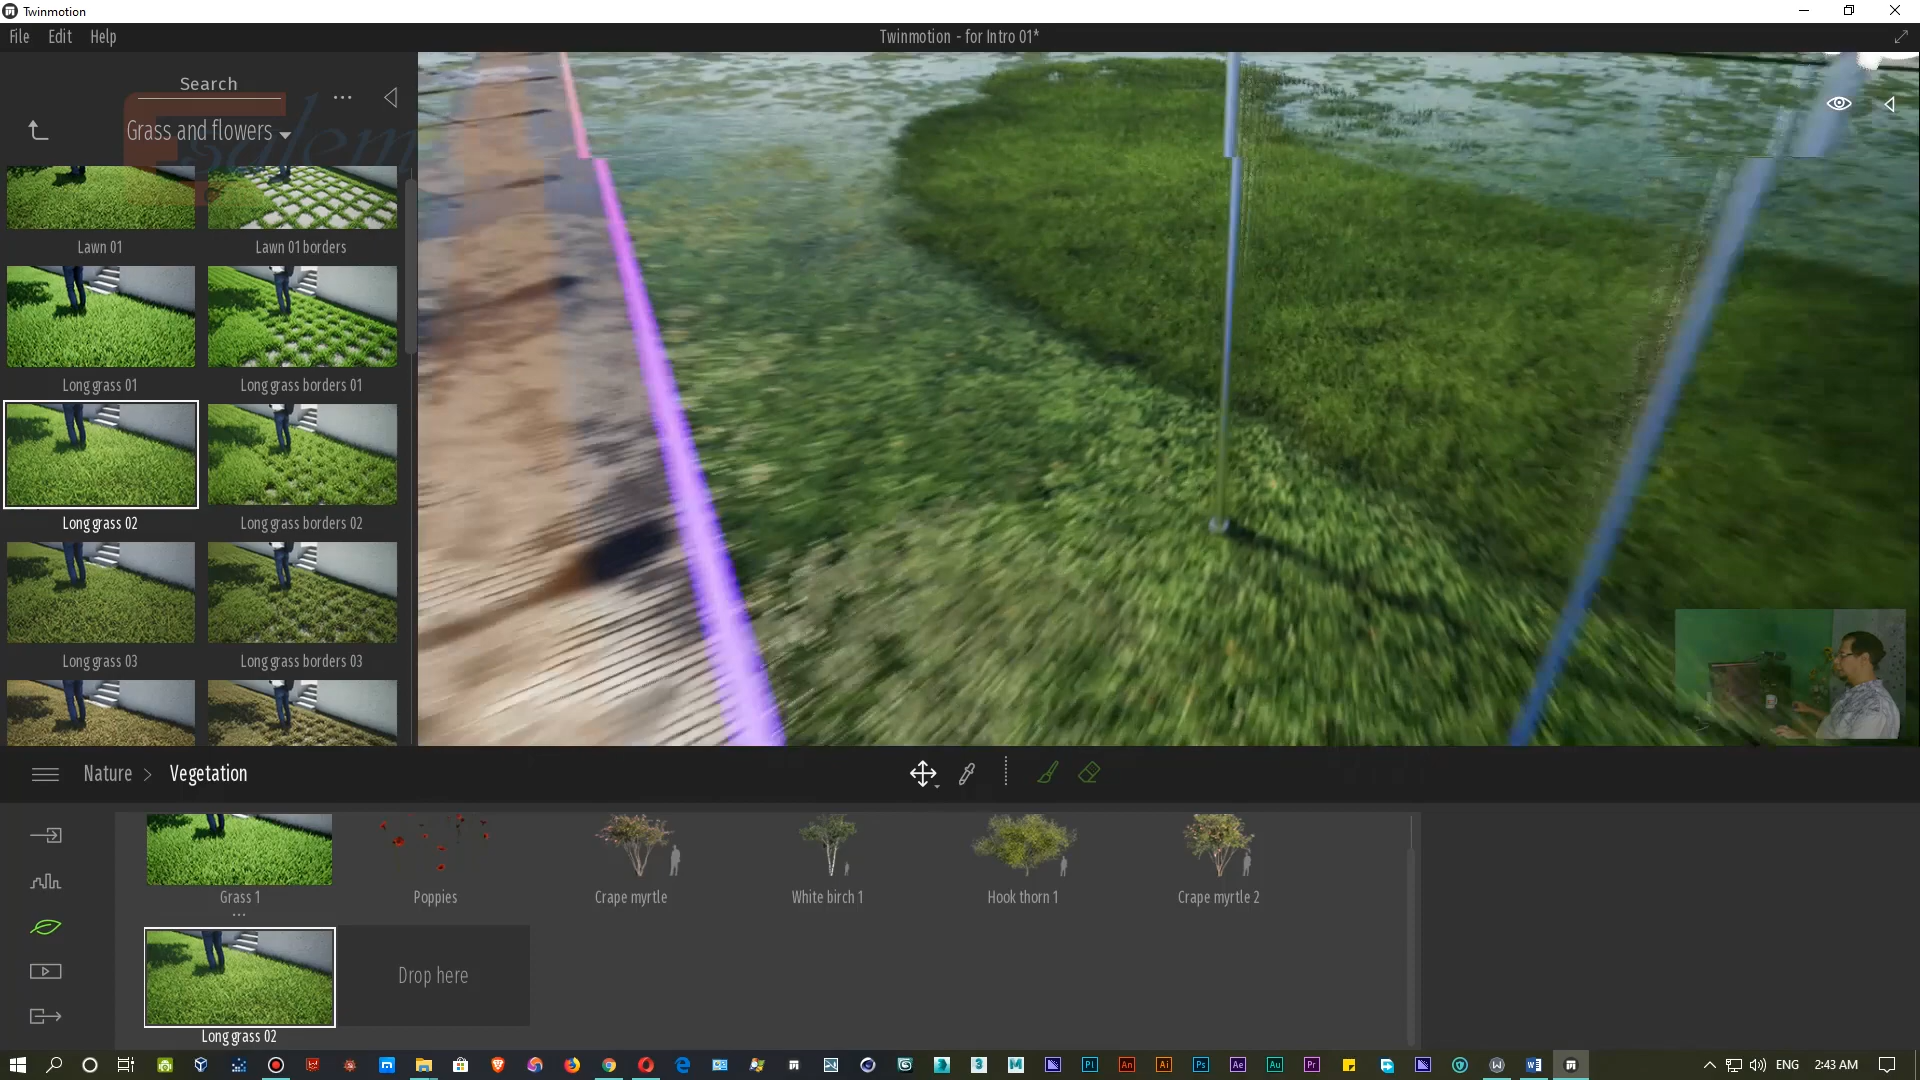 Twinmotion
File Edit Help
Twinmotion - for Intro 01*
Search
...
Grass and flowers
Lawn 01
Lawn 01 borders
Long grass 01
Long grass borders 01
Long grass 02
Long grass borders 02
Long grass 03
Long grass borders 03
Nature > Vegetation
Grass 1
...
Poppies
Crape myrtle
White birch 1
Hook thorn 1
Crape myrtle 2
Long grass 02
Drop here
ENG
2:43 AM